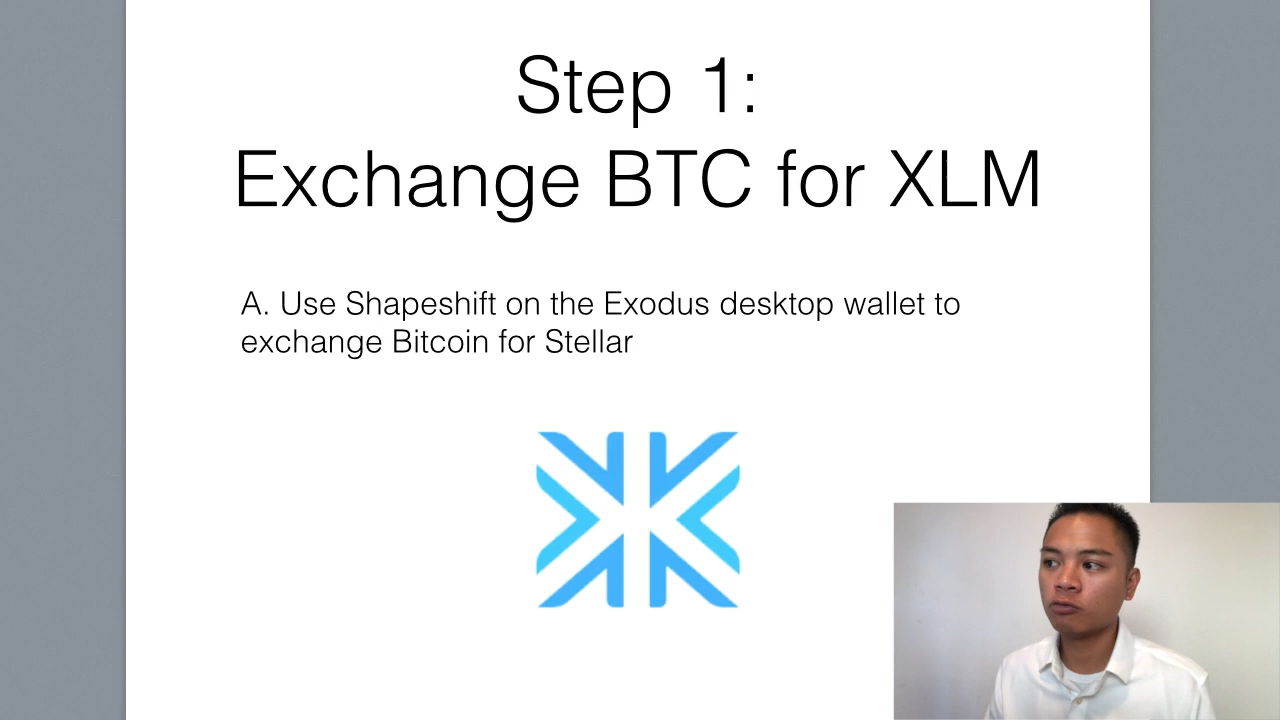 Step 1:
Exchange BTC for XLM
A. Use Shapeshift on the Exodus desktop wallet to
exchange Bitcoin for Stellar